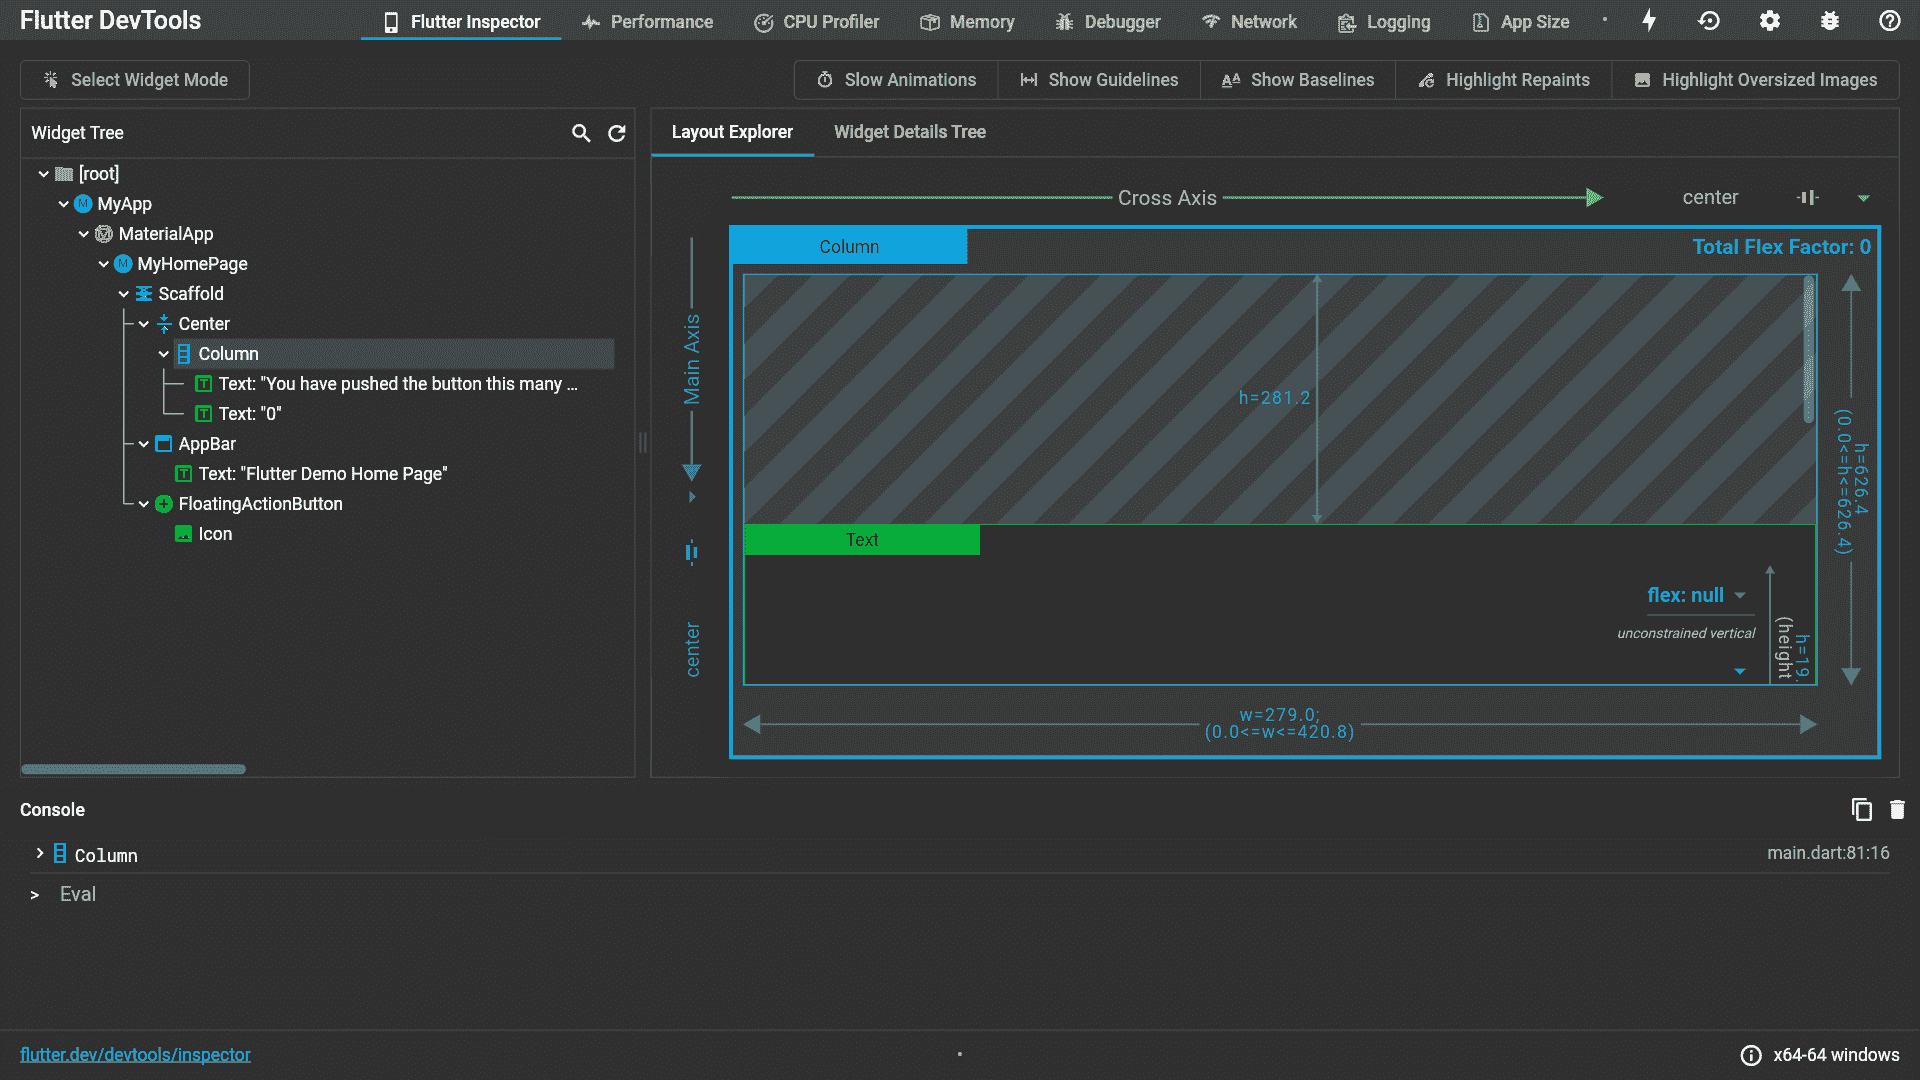 Flutter DevTools
Flutter Inspector
Performance
CPU Profiler
Memory
Debugger
Network
Logging
App Size
Select Widget Mode
Slow Animations
Show Guidelines
Show Baselines
Highlight Repaints
Highlight Oversized Images
Widget Tree
[root]
MyApp
MaterialApp
MyHomePage
Scaffold
Center
Column
Text: "You have pushed the button this many ...
Text: "0"
AppBar
Text: "Flutter Demo Home Page"
FloatingActionButton
Icon
Layout Explorer
Widget Details Tree
Cross Axis
center
Main Axis
center
Column
Total Flex Factor: 0
h=281.2
h=626.4
(0.0<=h<=626.4)
Text
flex: null
unconstrained vertical
h=19.
(height
w=279.0;
(0.0<=w<=420.8)
Console
Column
main.dart:81:16
> Eval
flutter.dev/devtools/inspector
x64-64 windows